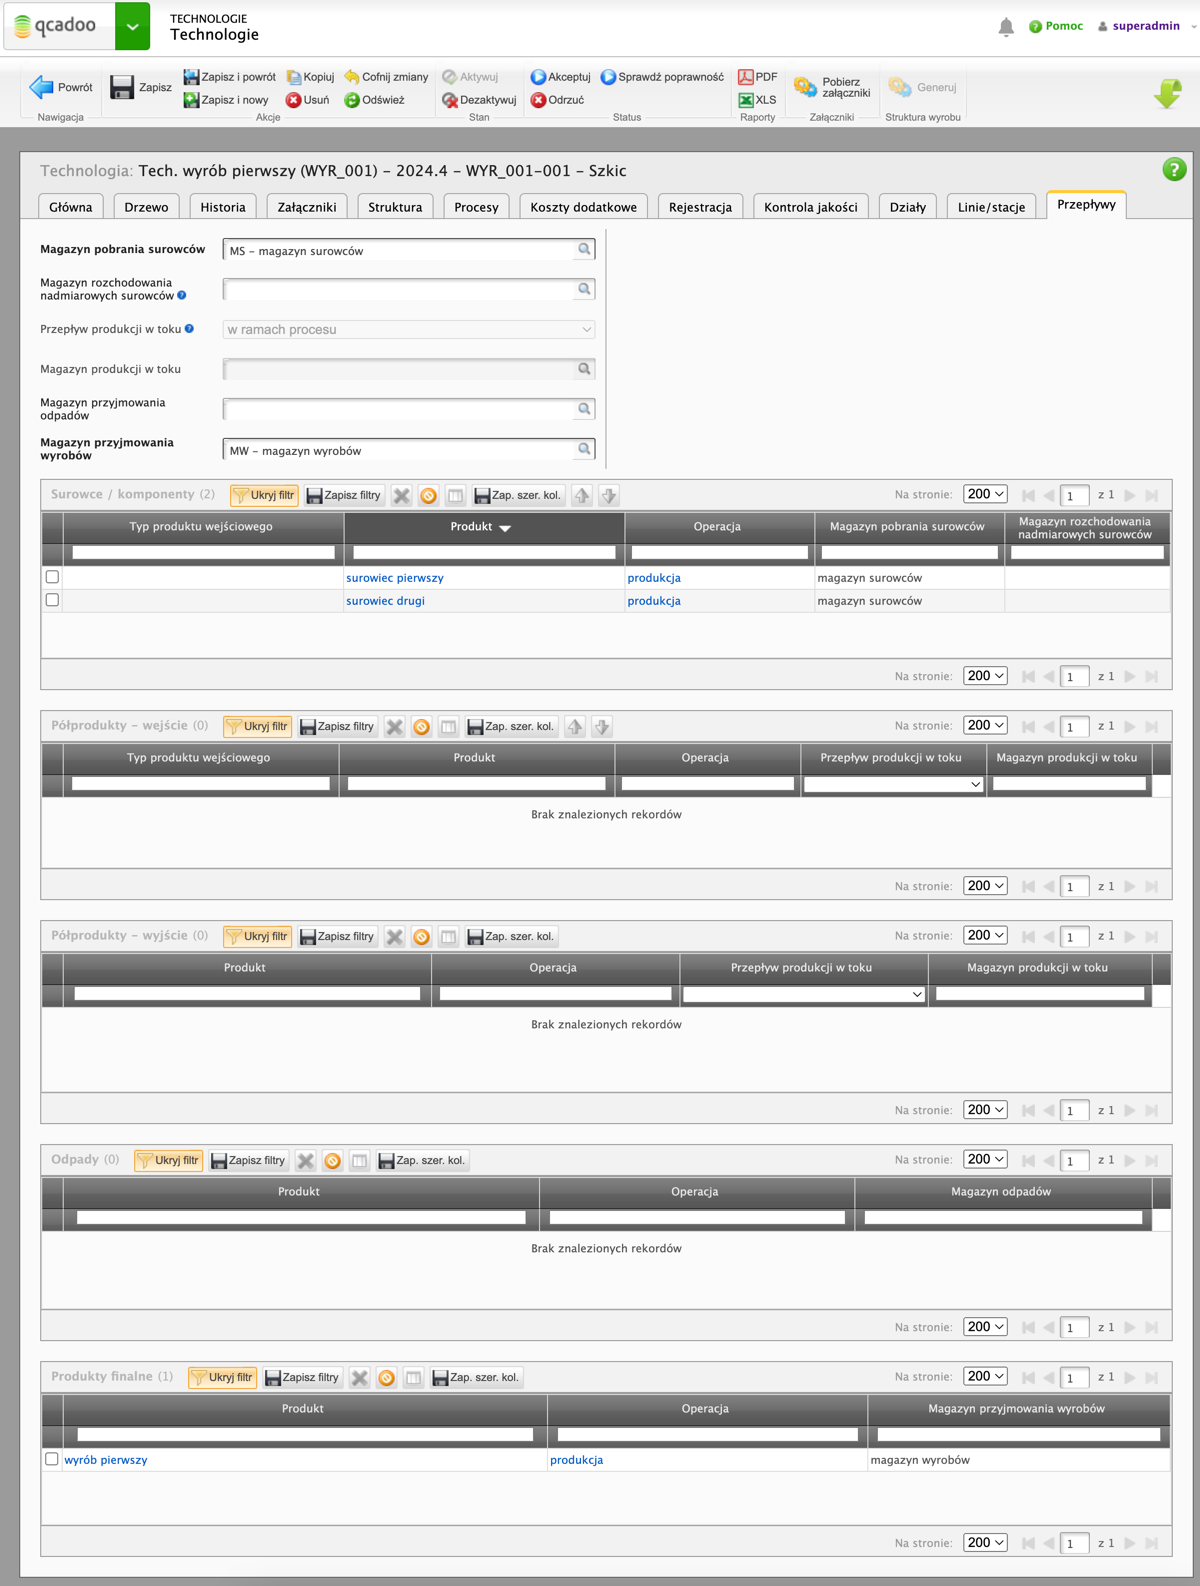 qcadoo
TECHNOLOGIE
Technologie
Pomoc
superadmin
Powrót
Nawigacja
Zapisz
Zapisz i powrót
Zapisz i nowy
Kopiuj
Usuń
Cofnij zmiany
Odśwież
Akcje
Aktywuj
Dezaktywuj
Stan
Akceptuj
Odrzuć
Sprawdź poprawność
Status
PDF
XLS
Raporty
Pobierz
załączniki
Załączniki
Generuj
Struktura wyrobu
Technologia: Tech. wyrób pierwszy (WYR_001) - 2024.4 - WYR_001-001 - Szkic
Główna Drzewo Historia Załączniki Struktura Procesy Koszty dodatkowe Rejestracja Kontrola jakości Działy Linie/stacje Przepływy
Magazyn pobrania surowców MS - magazyn surowców
Magazyn rozchodowania
nadmiarowych surowców
Przepływ produkcji w toku w ramach procesu
Magazyn produkcji w toku
Magazyn przyjmowania
odpadów
Magazyn przyjmowania
wyrobów
MW - magazyn wyrobów
Surowce / komponenty (2) Ukryj filtr Zapisz filtry Zap. szer. kol. Na stronie: 200 1 z 1
Typ produktu wejściowego Produkt Operacja Magazyn pobrania surowców Magazyn rozchodowania
nadmiarowych surowców
surowiec pierwszy produkcja magazyn surowców
surowiec drugi produkcja magazyn surowców
Na stronie: 200 1 z 1
Półprodukty - wejście (0) Ukryj filtr Zapisz filtry Zap. szer. kol. Na stronie: 200 1 z 1
Typ produktu wejściowego Produkt Operacja Przepływ produkcji w toku Magazyn produkcji w toku
Brak znalezionych rekordów
Na stronie: 200 1 z 1
Półprodukty - wyjście (0) Ukryj filtr Zapisz filtry Zap. szer. kol. Na stronie: 200 1 z 1
Produkt Operacja Przepływ produkcji w toku Magazyn produkcji w toku
Brak znalezionych rekordów
Na stronie: 200 1 z 1
Odpady (0) Ukryj filtr Zapisz filtry Zap. szer. kol. Na stronie: 200 1 z 1
Produkt Operacja Magazyn odpadów
Brak znalezionych rekordów
Na stronie: 200 1 z 1
Produkty finalne (1) Ukryj filtr Zapisz filtry Zap. szer. kol. Na stronie: 200 1 z 1
Produkt Operacja Magazyn przyjmowania wyrobów
wyrób pierwszy produkcja magazyn wyrobów
Na stronie: 200 1 z 1